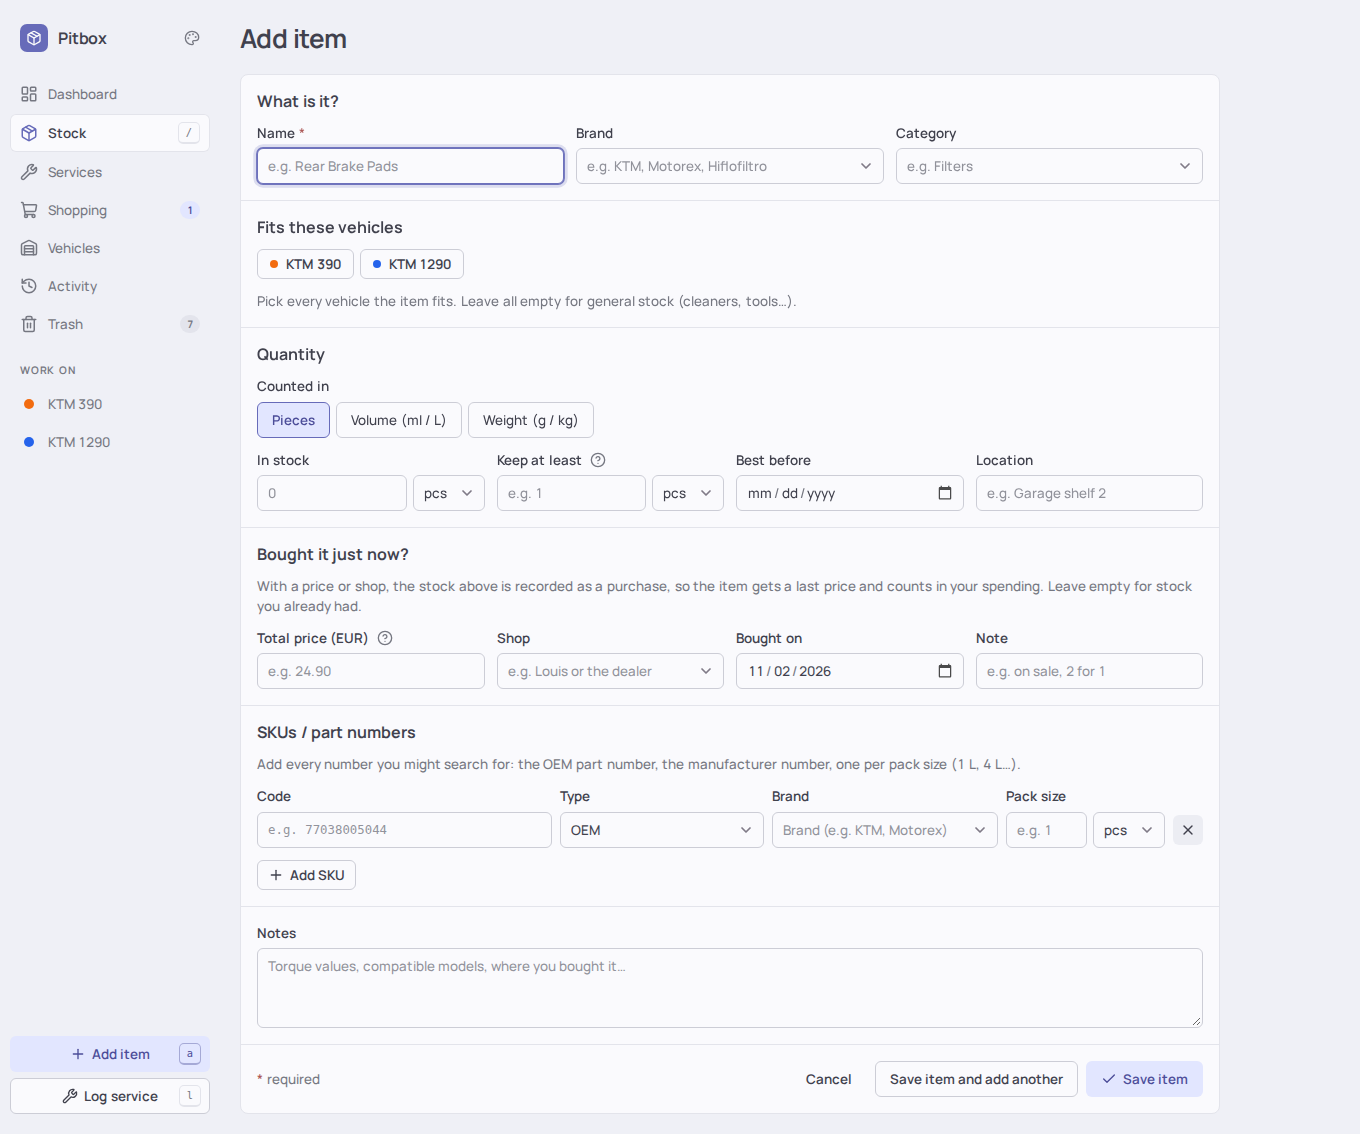 Pitbox
Dashboard
Stock /
Services
Shopping 1
Vehicles
Activity
Trash 7
WORK ON
KTM 390
KTM 1290
Add item a
Log service l
Add item
What is it?
Name * Brand Category
e.g. Rear Brake Pads e.g. KTM, Motorex, Hiflofiltro e.g. Filters
Fits these vehicles
KTM 390 KTM 1290
Pick every vehicle the item fits. Leave all empty for general stock (cleaners, tools…).
Quantity
Counted in
Pieces Volume (ml / L) Weight (g / kg)
In stock Keep at least Best before Location
0 pcs e.g. 1 pcs mm / dd / yyyy e.g. Garage shelf 2
Bought it just now?
With a price or shop, the stock above is recorded as a purchase, so the item gets a last price and counts in your spending. Leave empty for stock
you already had.
Total price (EUR) Shop Bought on Note
e.g. 24.90 e.g. Louis or the dealer 11 / 02 / 2026 e.g. on sale, 2 for 1
SKUs / part numbers
Add every number you might search for: the OEM part number, the manufacturer number, one per pack size (1 L, 4 L…).
Code Type Brand Pack size
e.g. 77038005044 OEM Brand (e.g. KTM, Motorex) e.g. 1 pcs
Add SKU
Notes
Torque values, compatible models, where you bought it…
* required Cancel Save item and add another Save item